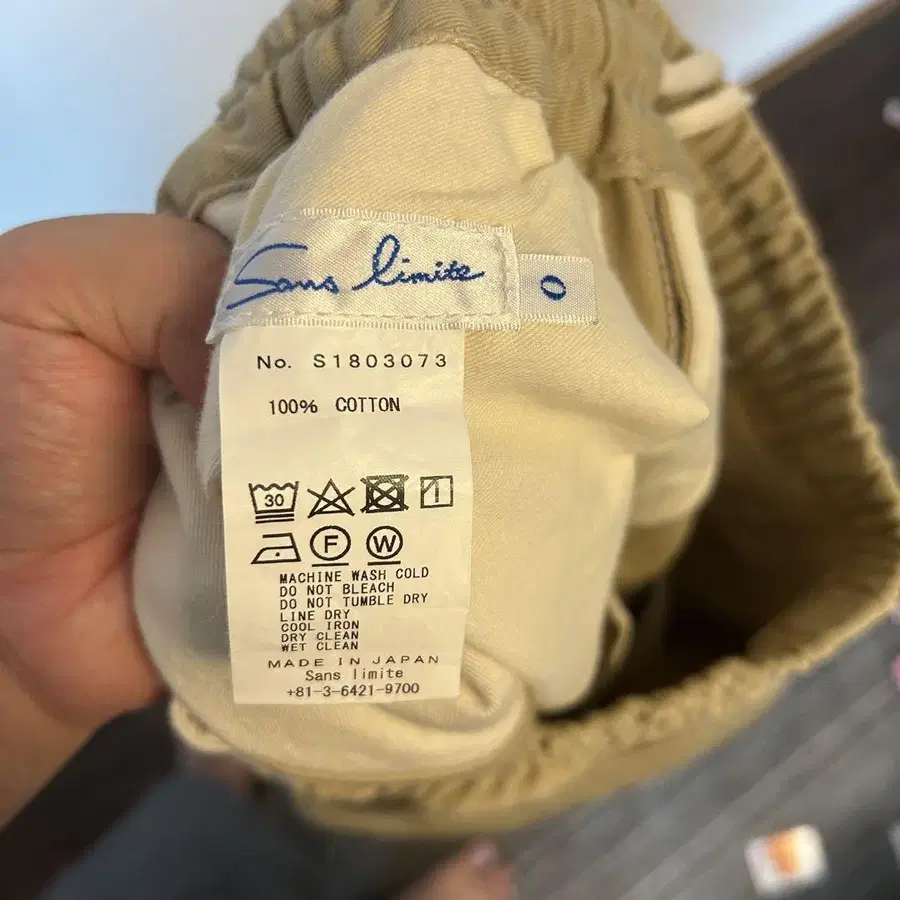 Sans limite
0
No. S1803073
100% COTTON
30
F W
MACHINE WASH COLD
DO NOT BLEACH
DO NOT TUMBLE DRY
LINE DRY
COOL IRON
DRY CLEAN
WET CLEAN
MADE IN JAPAN
Sans limite
+81-3-6421-9700